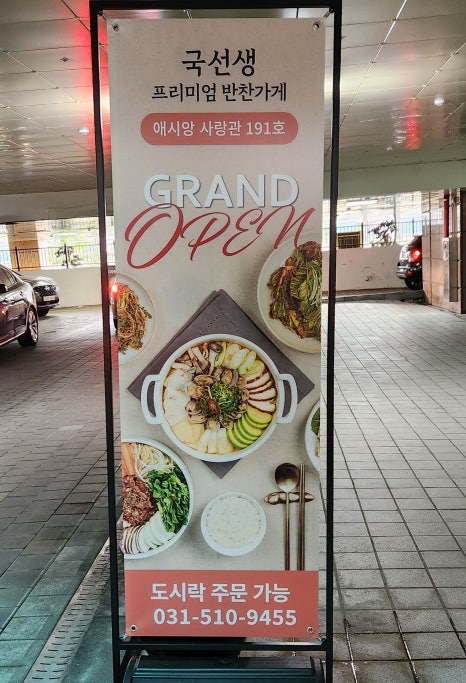 국선생
프리미엄 반찬가게
애시앙 사랑관 191호
GRAND
OPEN
도시락 주문 가능
031-510-9455